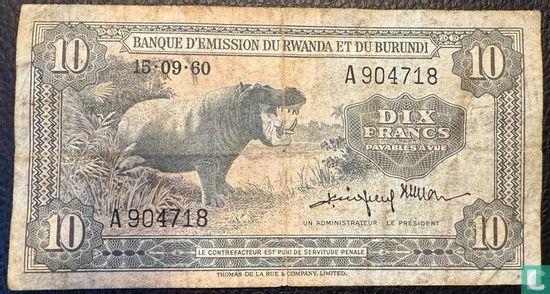 10 BANQUE D'EMISSION DU RWANDA ET DU BURUNDI 10
15·09·60
A 904718
DIX
FRANCS
PAYABLES A VUE
A 904718
UN ADMINISTRATEUR LE PRÉSIDENT
10 10
LE CONTREFACTEUR EST PUNI DE SERVITUDE PENALE
THOMAS DE LA RUE & COMPANY, LIMITED.